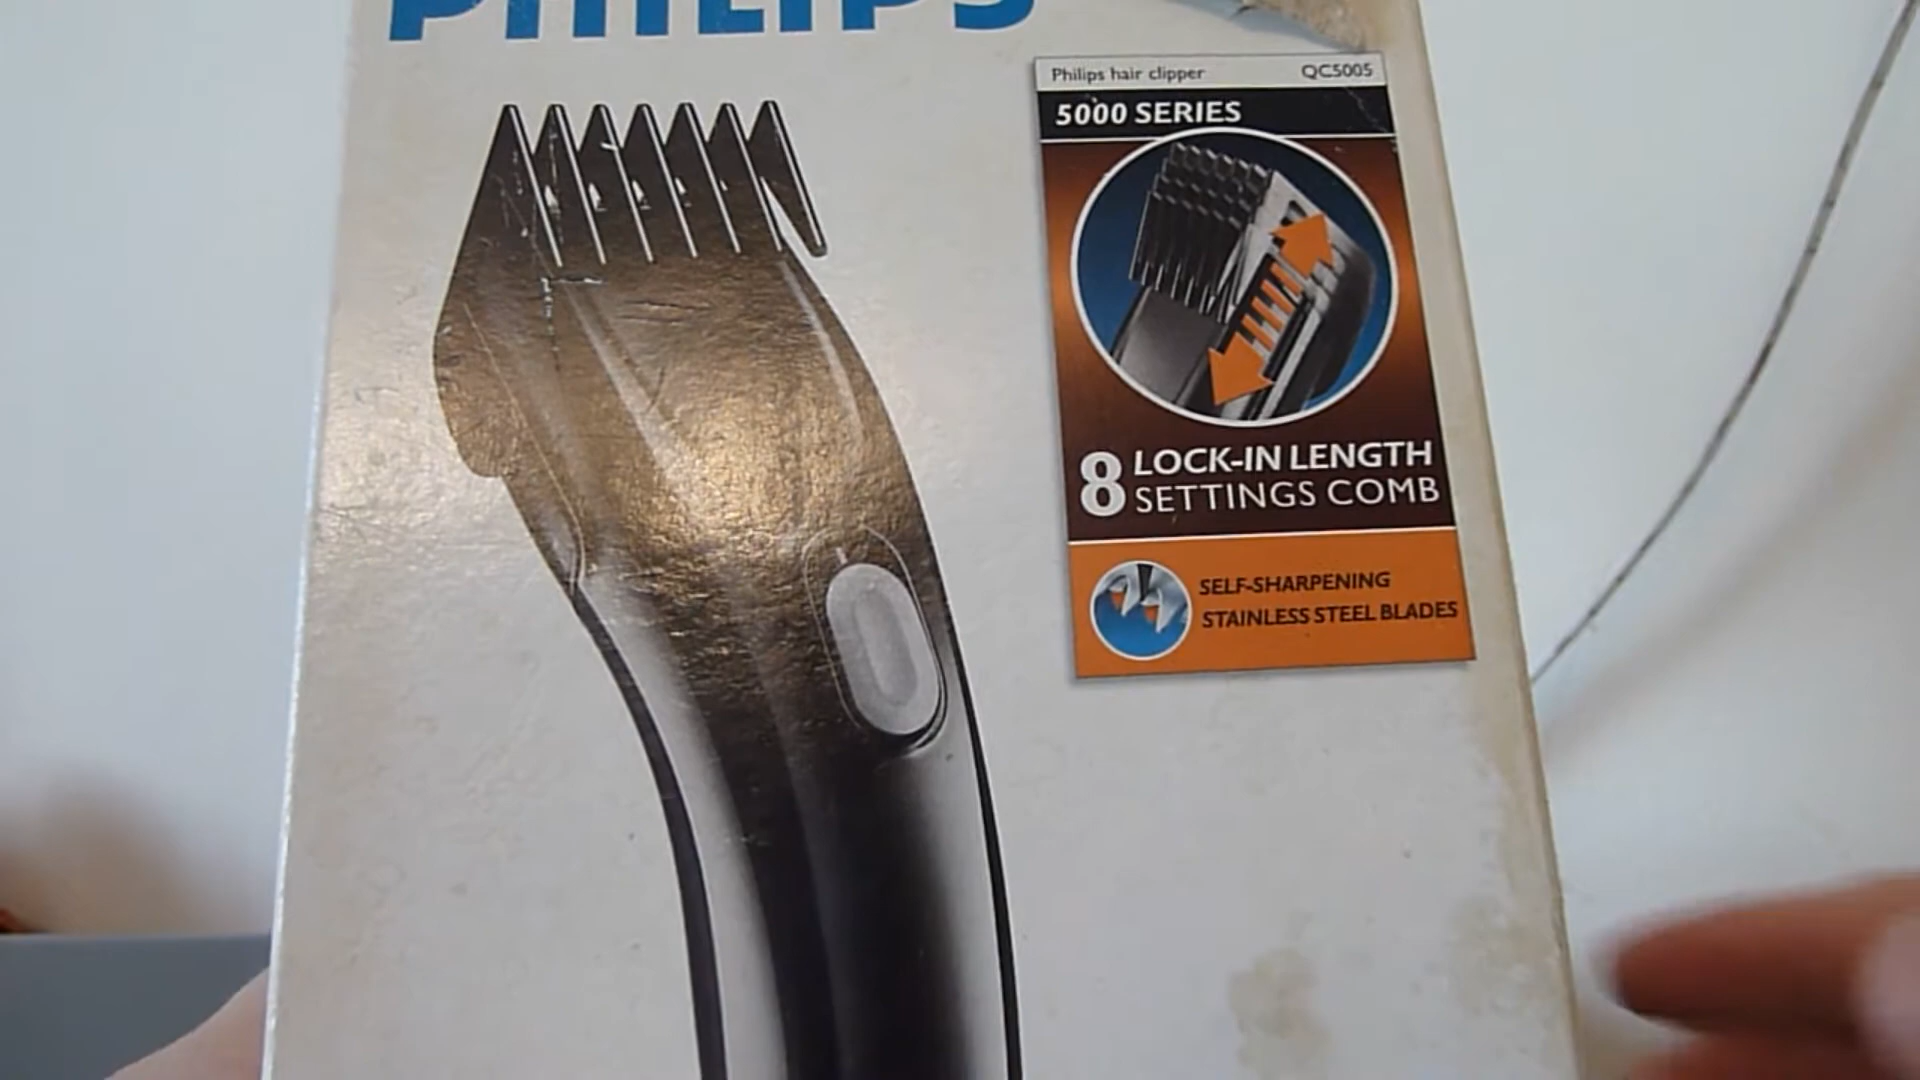 PHILIPS
Philips hair clipper QC5005
5000 SERIES
8 LOCK-IN LENGTH
SETTINGS COMB
SELF-SHARPENING
STAINLESS STEEL BLADES